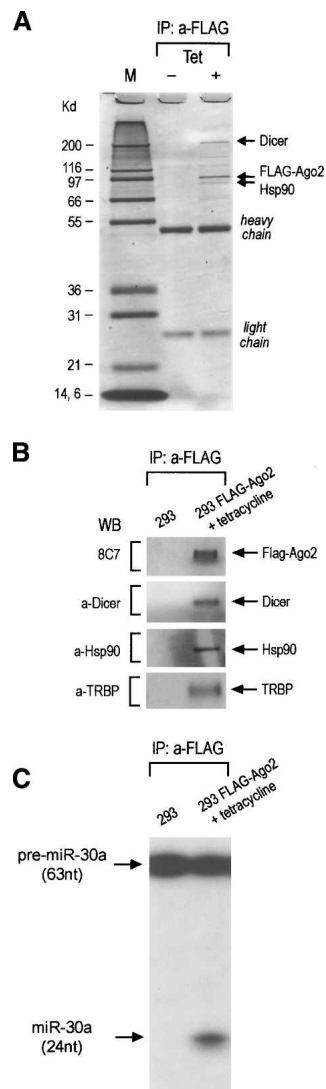 A
IP: a-FLAG
Tet
M – +
Kd
200 – Dicer
116 – FLAG-Ago2
97 – Hsp90
66 –
55 – heavy chain
36 –
31 –
light chain
21 –
14, 6 –
B
IP: a-FLAG
293 293 FLAG-Ago2 + tetracycline
WB
8C7 Flag-Ago2
a-Dicer Dicer
a-Hsp90 Hsp90
a-TRBP TRBP
C
IP: a-FLAG
293 293 FLAG-Ago2 + tetracycline
pre-miR-30a
(63nt)
miR-30a
(24nt)